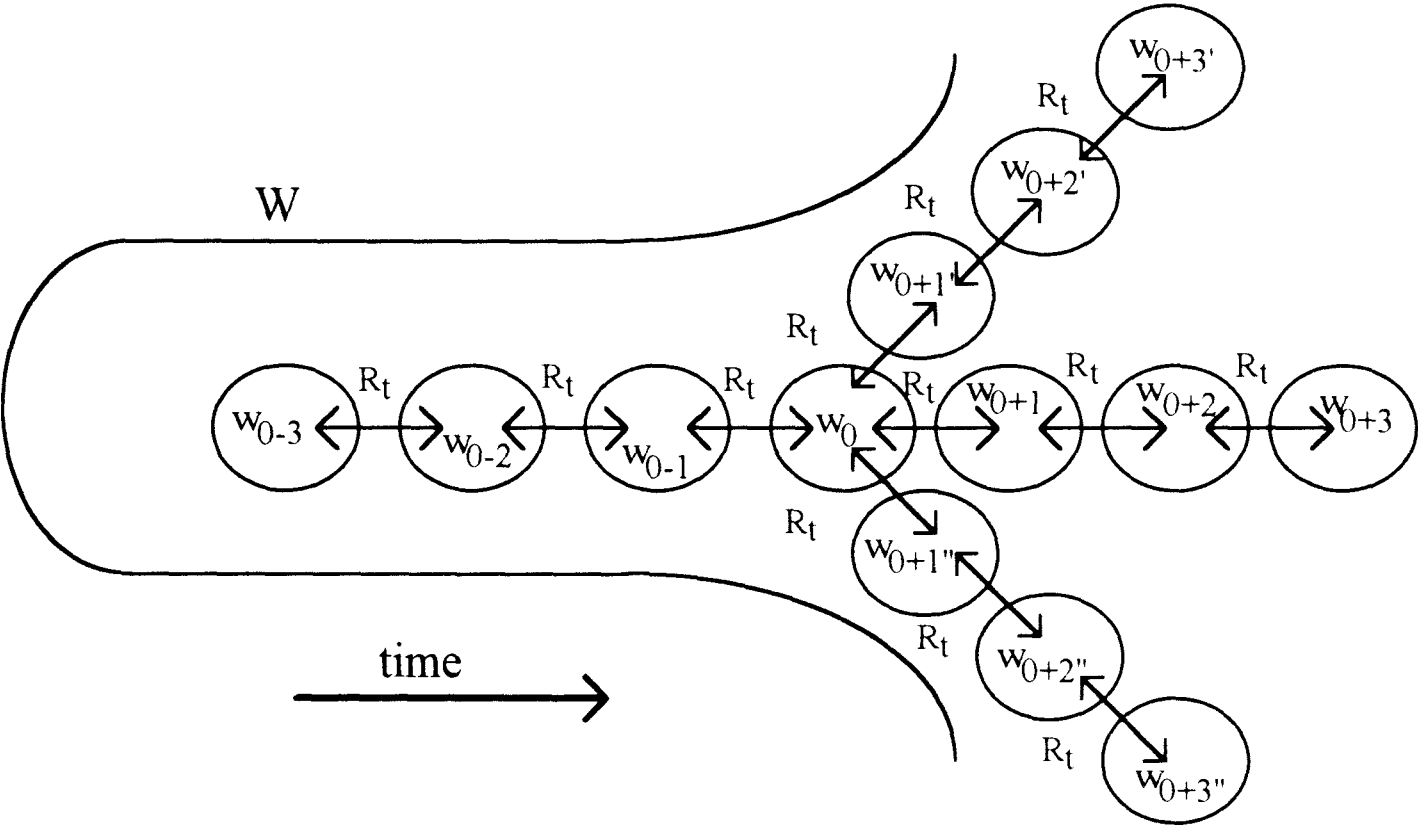 w0+3'
Rt
w0+2'
W
Rt
w0+1'
Rt
w0-3
Rt
w0-2
Rt
w0-1
Rt
w0
Rt
w0+1
Rt
w0+2
Rt
w0+3
Rt
w0+1"
Rt
time
w0+2"
Rt
w0+3"